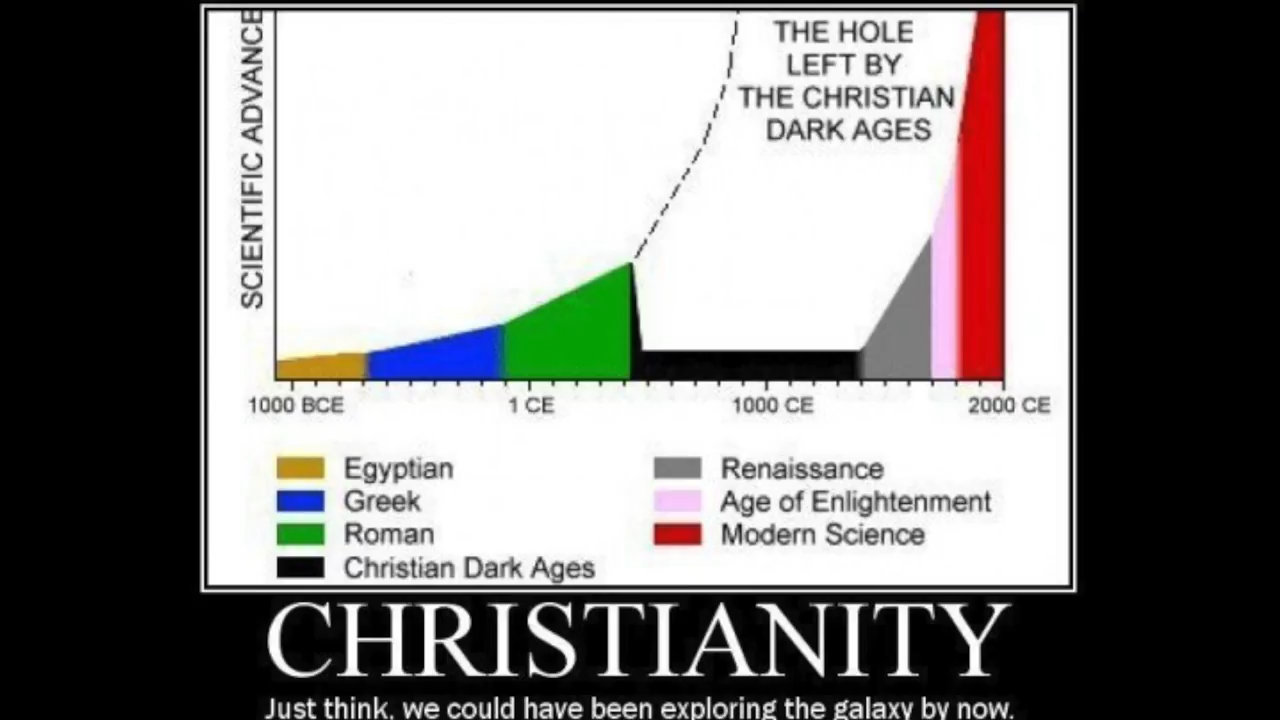 SCIENTIFIC ADVANCE
THE HOLE
LEFT BY
THE CHRISTIAN
DARK AGES
1000 BCE
1 CE
1000 CE
2000 CE
Egyptian
Greek
Roman
Christian Dark Ages
Renaissance
Age of Enlightenment
Modern Science
CHRISTIANITY
Just think, we could have been exploring the galaxy by now.